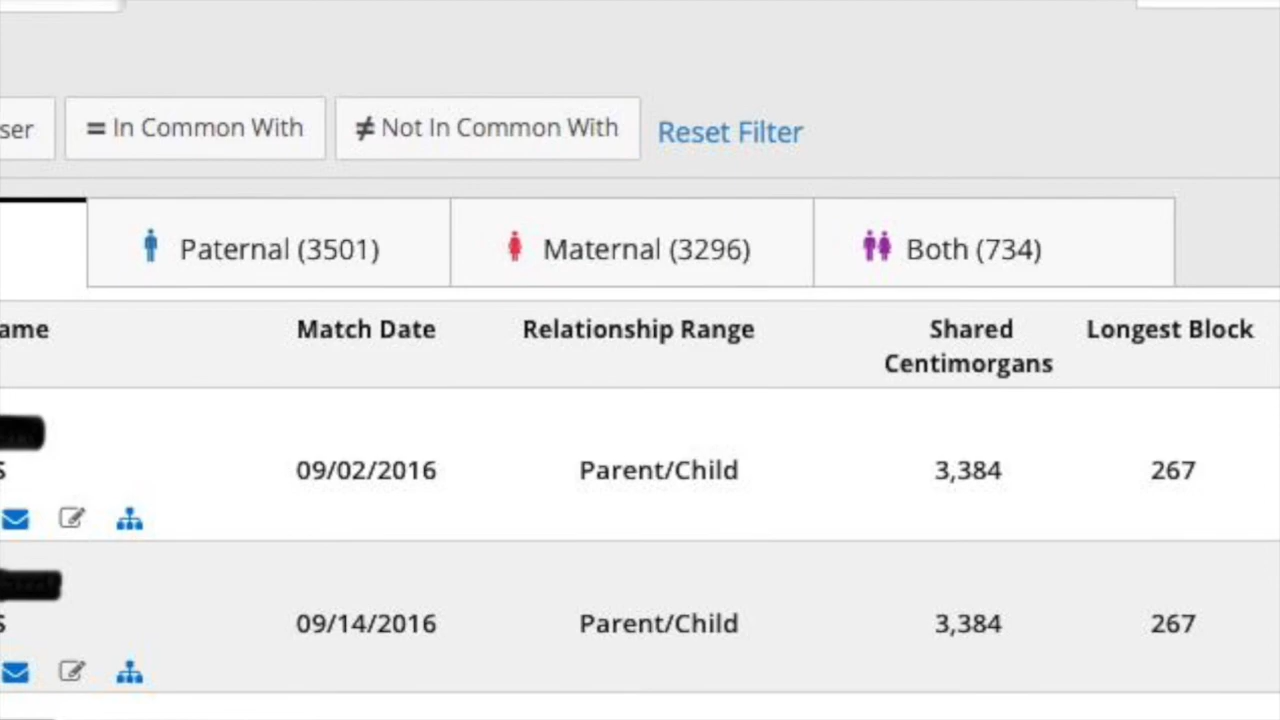 ser = In Common With ≠ Not In Common With Reset Filter
Paternal (3501) Maternal (3296) Both (734)
ame Match Date Relationship Range Shared Centimorgans Longest Block
S 09/02/2016 Parent/Child 3,384 267
S 09/14/2016 Parent/Child 3,384 267